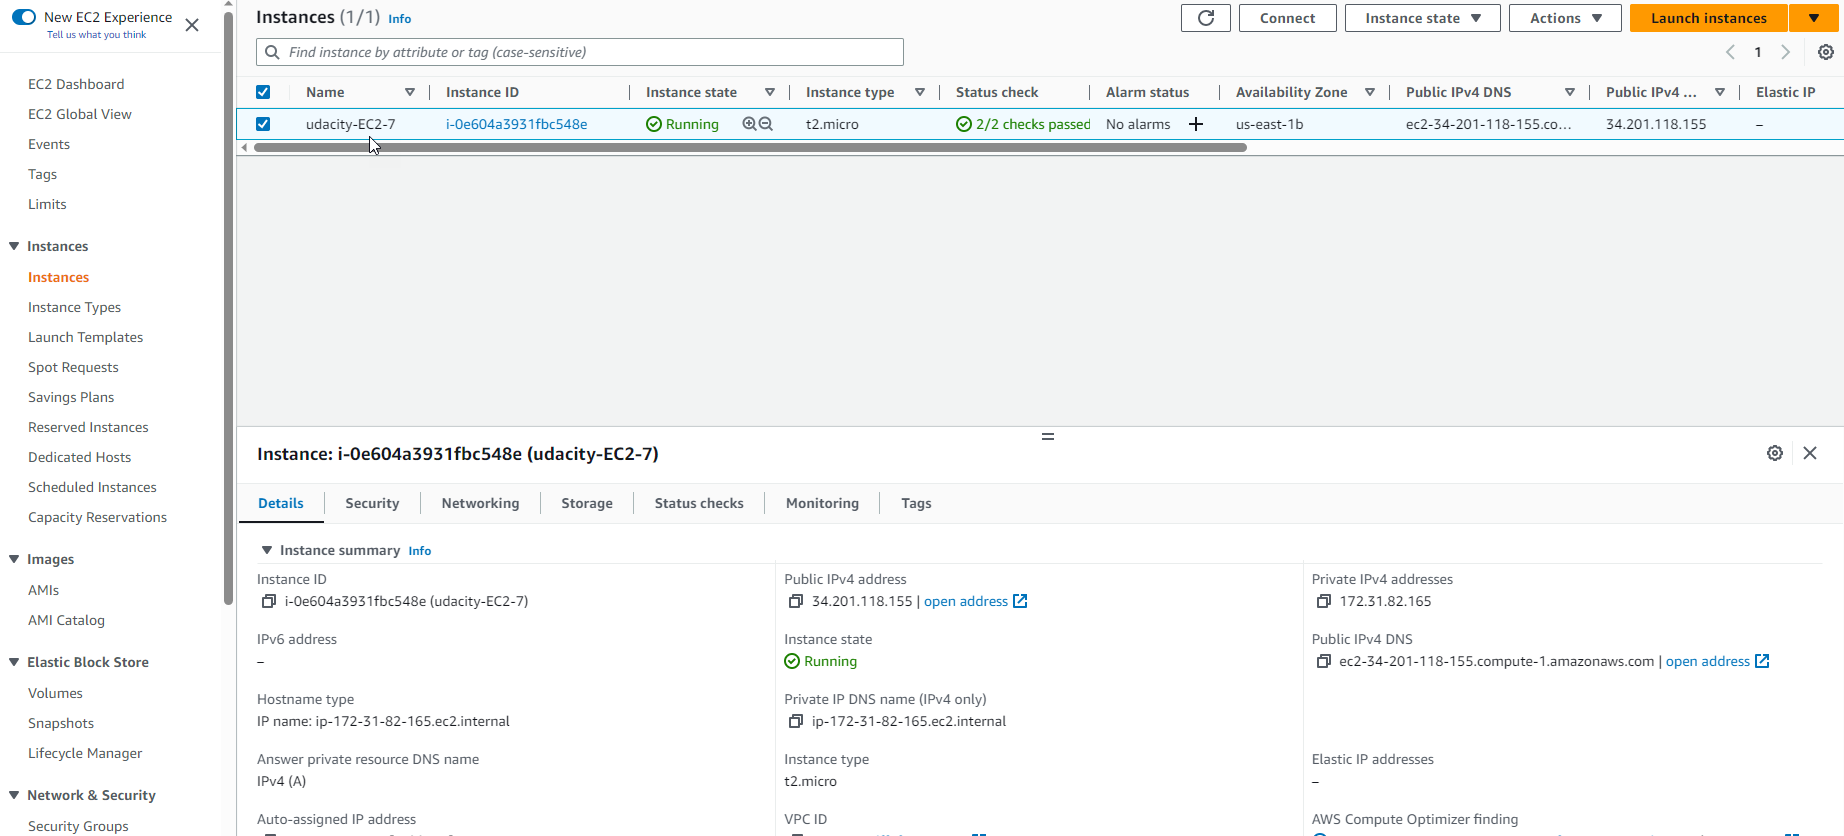 New EC2 Experience
Tell us what you think
EC2 Dashboard
EC2 Global View
Events
Tags
Limits
Instances
Instances
Instance Types
Launch Templates
Spot Requests
Savings Plans
Reserved Instances
Dedicated Hosts
Scheduled Instances
Capacity Reservations
Images
AMIs
AMI Catalog
Elastic Block Store
Volumes
Snapshots
Lifecycle Manager
Network & Security
Security Groups
Instances (1/1) Info
Connect Instance state Actions Launch instances
Find instance by attribute or tag (case-sensitive)
1
Name Instance ID Instance state Instance type Status check Alarm status Availability Zone Public IPv4 DNS Public IPv4 ... Elastic IP
udacity-EC2-7 i-0e604a3931fbc548e Running t2.micro 2/2 checks passed No alarms + us-east-1b ec2-34-201-118-155.co... 34.201.118.155 –
Instance: i-0e604a3931fbc548e (udacity-EC2-7)
Details Security Networking Storage Status checks Monitoring Tags
Instance summary Info
Instance ID
i-0e604a3931fbc548e (udacity-EC2-7)
Public IPv4 address
34.201.118.155 | open address
Private IPv4 addresses
172.31.82.165
IPv6 address
–
Instance state
Running
Public IPv4 DNS
ec2-34-201-118-155.compute-1.amazonaws.com | open address
Hostname type
IP name: ip-172-31-82-165.ec2.internal
Private IP DNS name (IPv4 only)
ip-172-31-82-165.ec2.internal
Answer private resource DNS name
IPv4 (A)
Instance type
t2.micro
Elastic IP addresses
–
Auto-assigned IP address
VPC ID
AWS Compute Optimizer finding